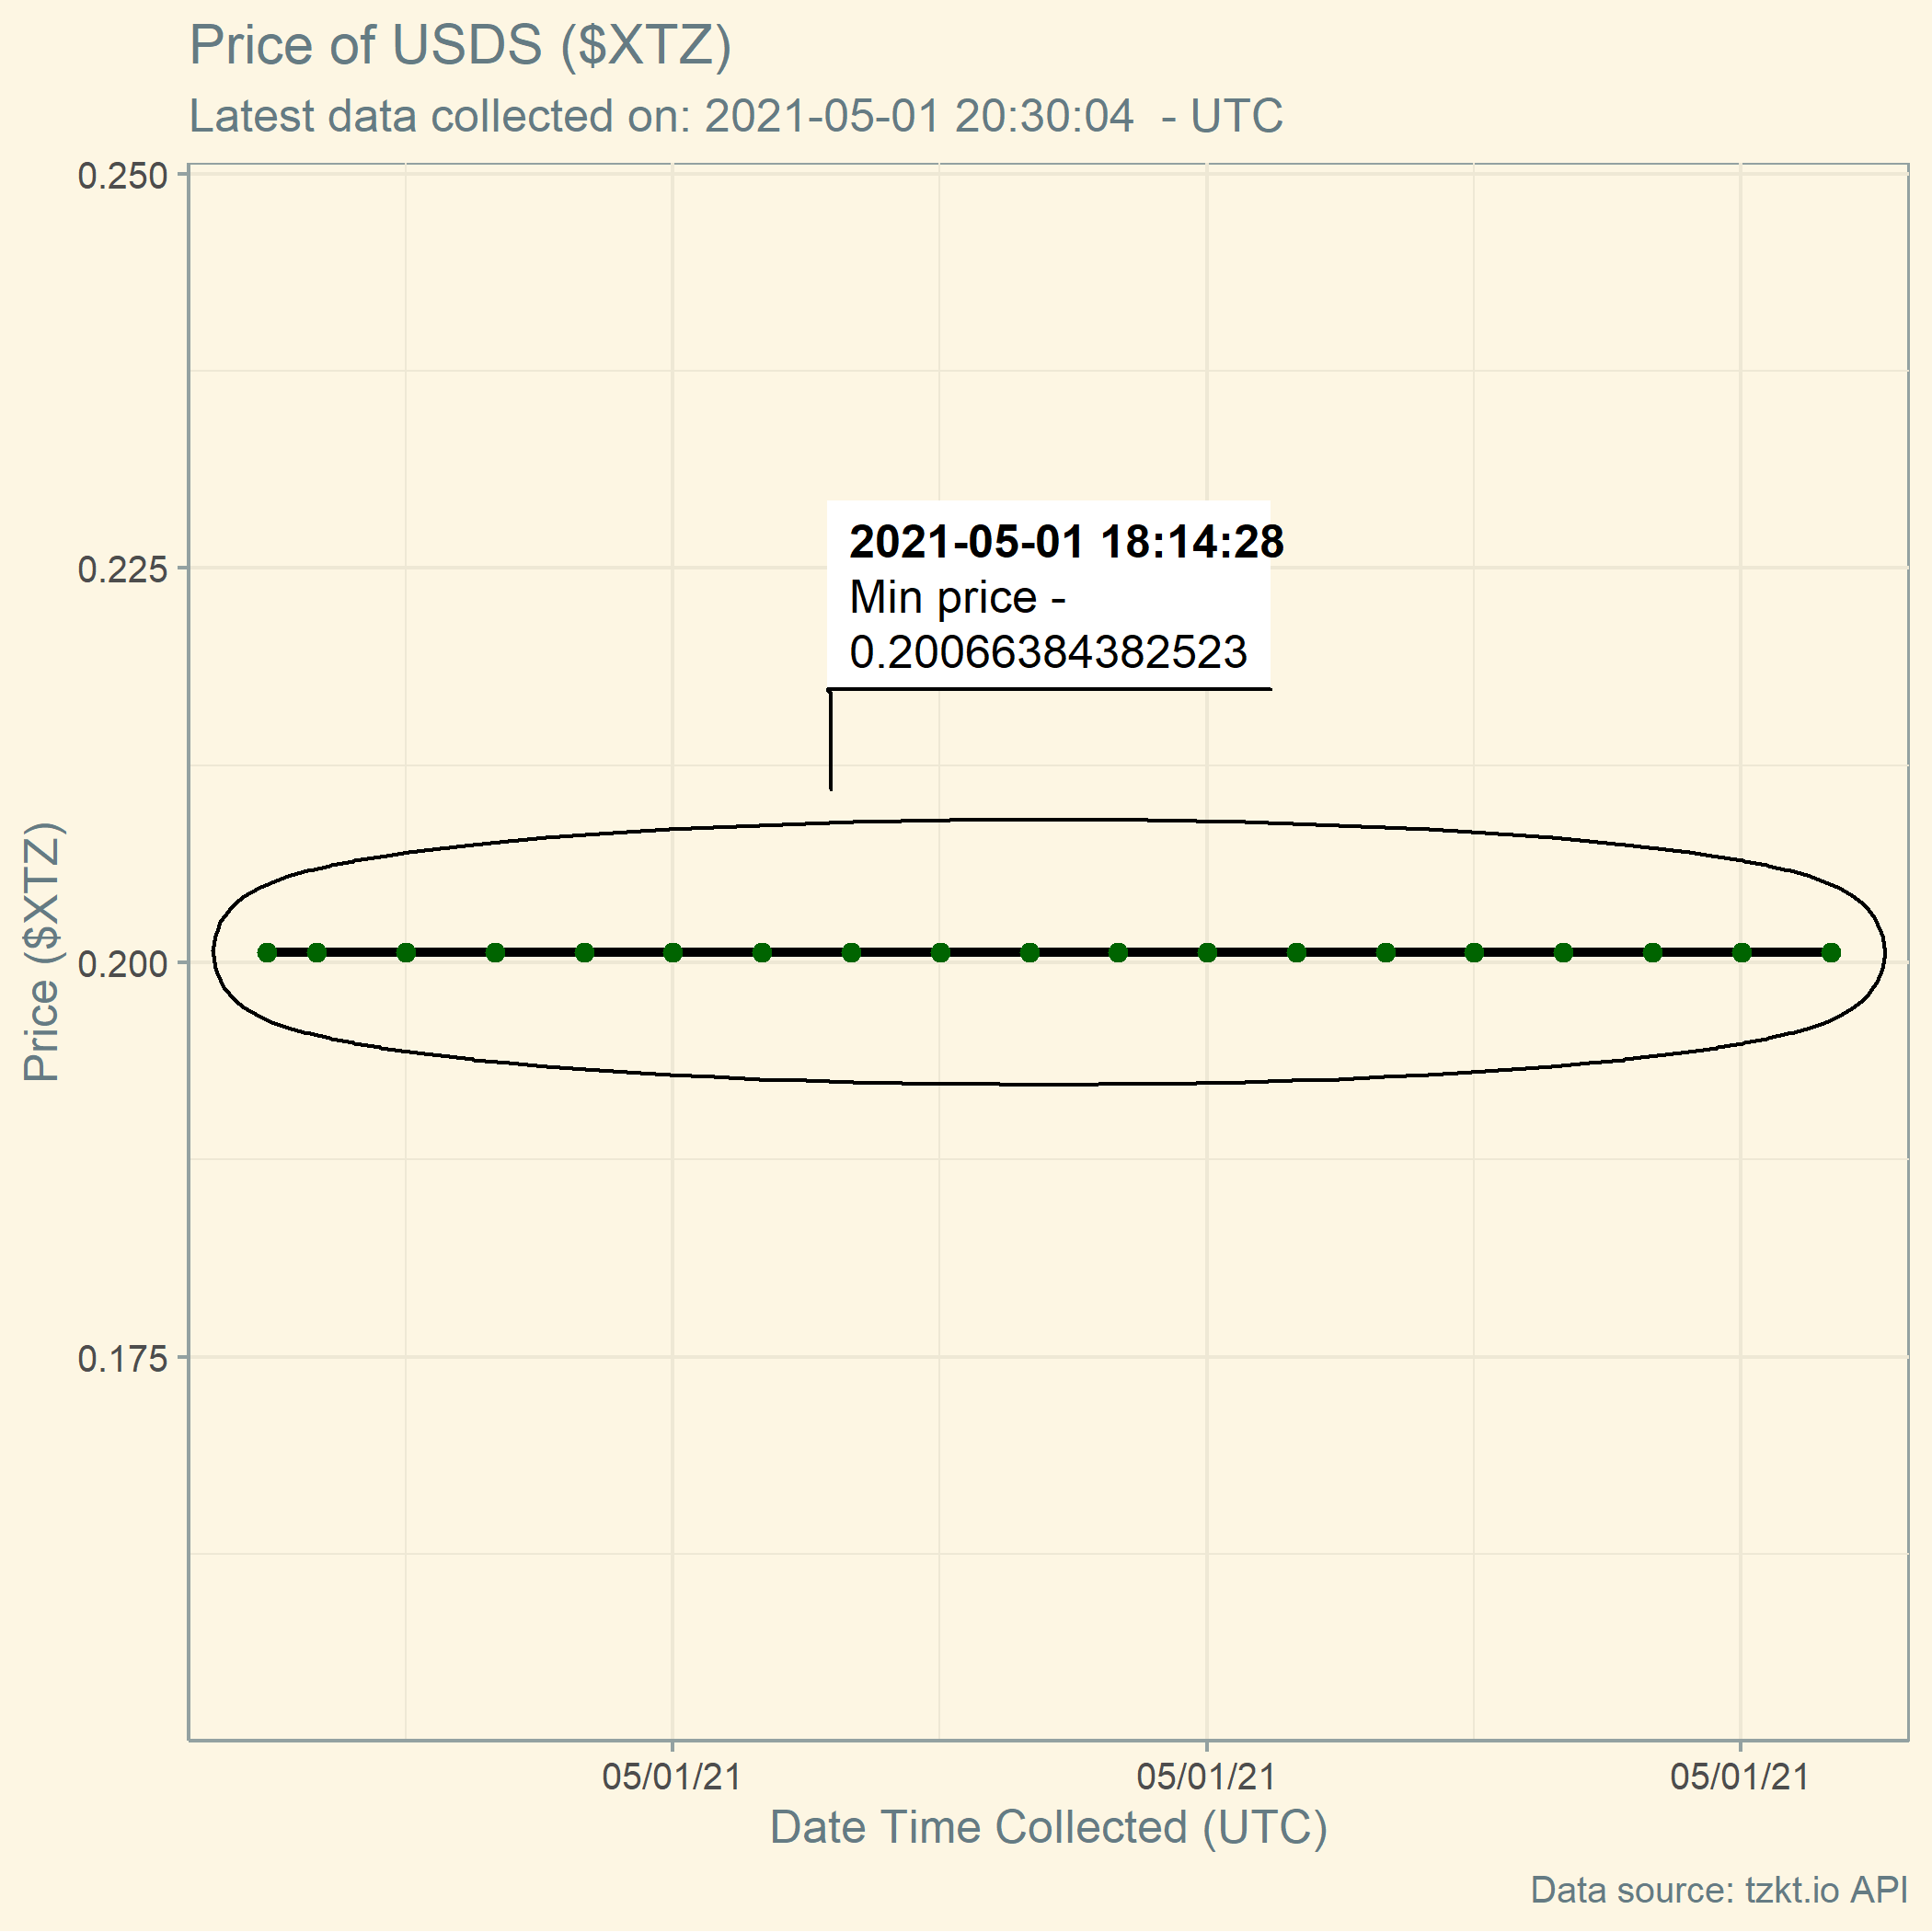 Price of USDS ($XTZ)
Latest data collected on: 2021-05-01 20:30:04  - UTC
0.250
0.225
0.200
0.175
Price ($XTZ)
2021-05-01 18:14:28
Min price -
0.20066384382523
05/01/21 05/01/21 05/01/21
Date Time Collected (UTC)
Data source: tzkt.io API